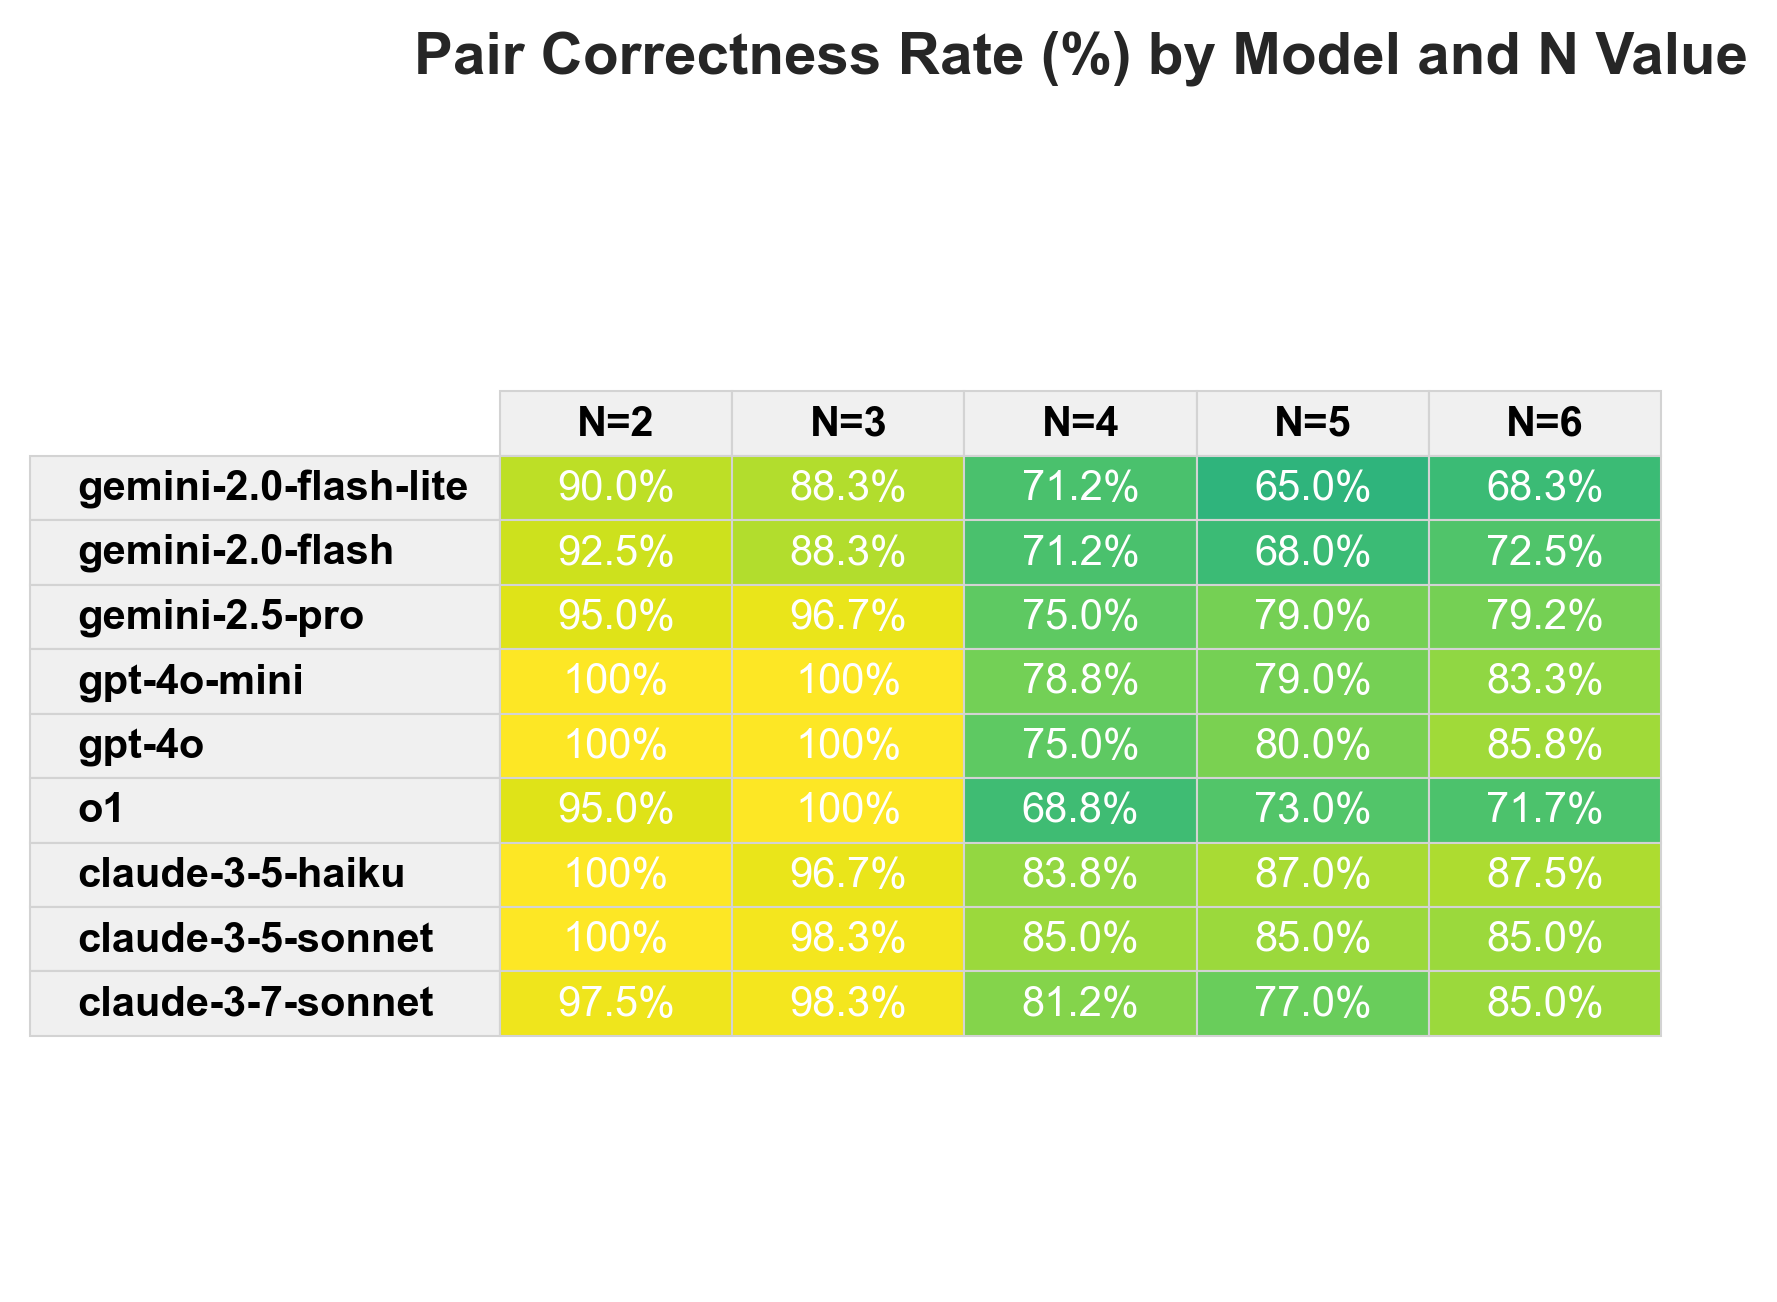 Pair Correctness Rate (%) by Model and N Value
N=2 N=3 N=4 N=5 N=6
gemini-2.0-flash-lite 90.0% 88.3% 71.2% 65.0% 68.3%
gemini-2.0-flash 92.5% 88.3% 71.2% 68.0% 72.5%
gemini-2.5-pro 95.0% 96.7% 75.0% 79.0% 79.2%
gpt-4o-mini 100% 100% 78.8% 79.0% 83.3%
gpt-4o 100% 100% 75.0% 80.0% 85.8%
o1 95.0% 100% 68.8% 73.0% 71.7%
claude-3-5-haiku 100% 96.7% 83.8% 87.0% 87.5%
claude-3-5-sonnet 100% 98.3% 85.0% 85.0% 85.0%
claude-3-7-sonnet 97.5% 98.3% 81.2% 77.0% 85.0%